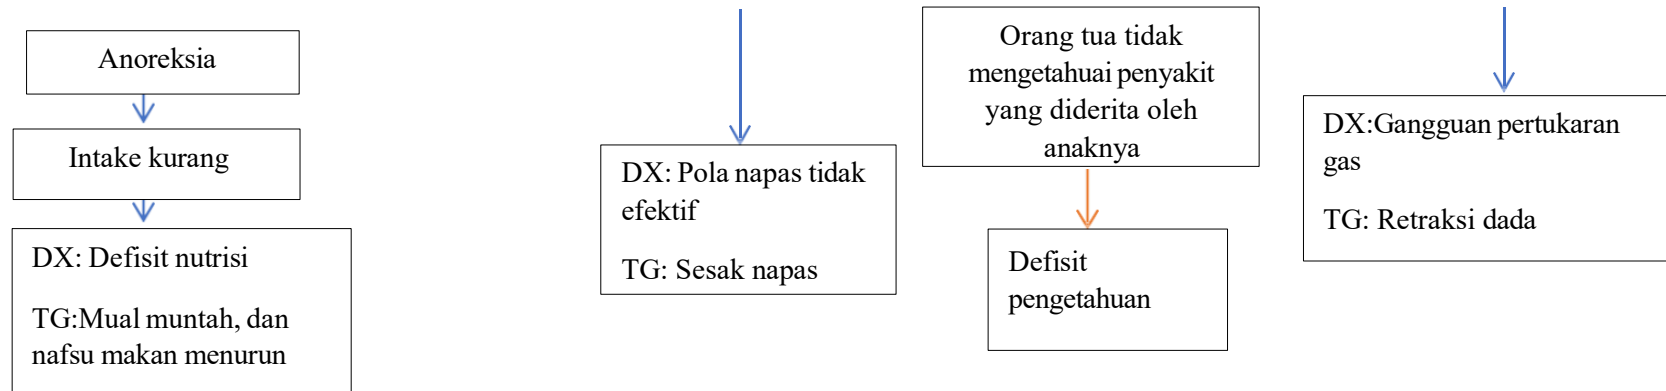 Anoreksia
Intake kurang
DX: Defisit nutrisi
TG:Mual muntah, dan
nafsu makan menurun
DX: Pola napas tidak
efektif
TG: Sesak napas
Orang tua tidak
mengetahuai penyakit
yang diderita oleh
anaknya
Defisit
pengetahuan
DX:Gangguan pertukaran
gas
TG: Retraksi dada